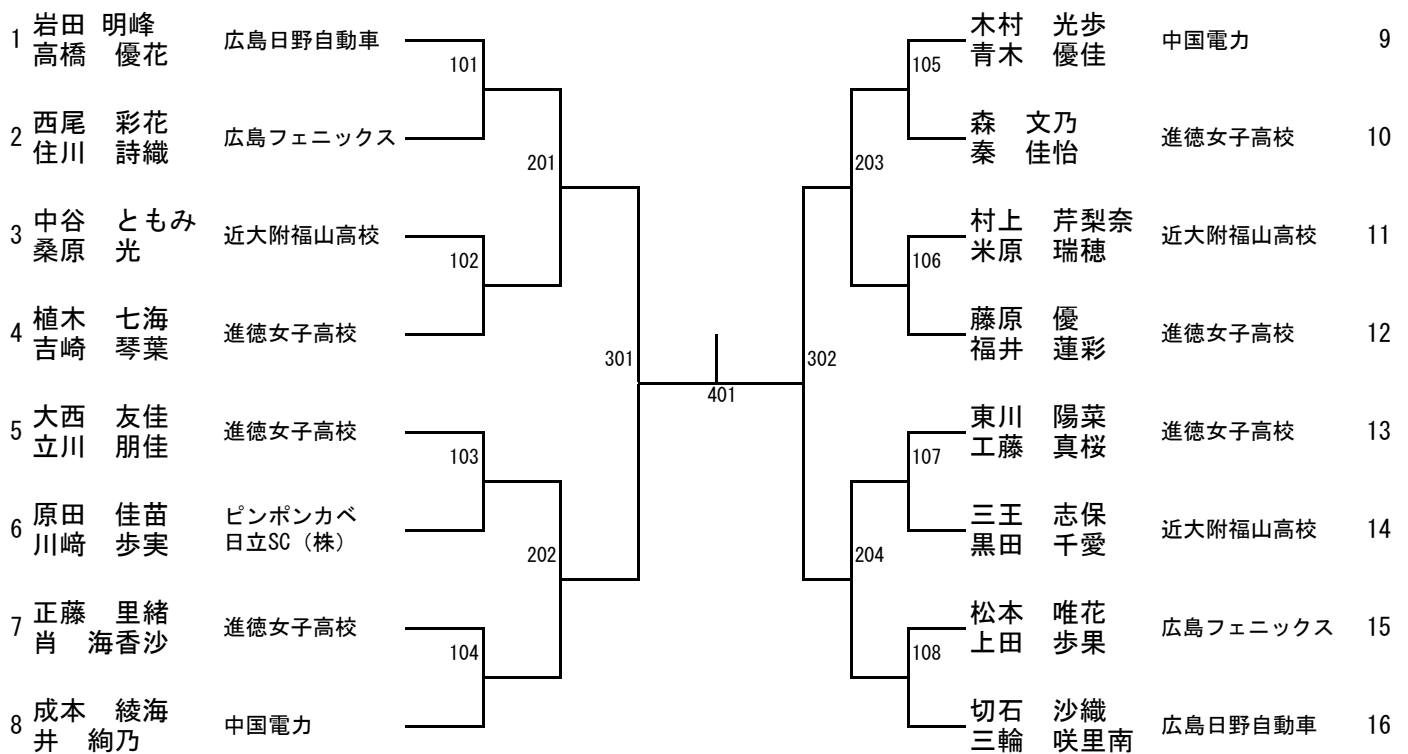 1 岩田 明峰 広島日野自動車
高橋 優花
101
2 西尾 彩花 広島フェニックス
住川 詩織
201
3 中谷 ともみ 近大附福山高校
桑原 光
102
4 植木 七海 進徳女子高校
吉崎 琴葉
301
5 大西 友佳 進徳女子高校
立川 朋佳
103
6 原田 佳苗 ピンポンカベ
川﨑 歩実 日立SC（株）
202
7 正藤 里緒 進徳女子高校
肖 海香沙
104
8 成本 綾海 中国電力
井 絢乃
401
木村 光歩 中国電力 9
青木 優佳
105
森 文乃 進徳女子高校 10
秦 佳怡
203
村上 芹梨奈 近大附福山高校 11
米原 瑞穂
106
藤原 優 進徳女子高校 12
福井 蓮彩
302
東川 陽菜 進徳女子高校 13
工藤 真桜
107
三王 志保 近大附福山高校 14
黒田 千愛
204
松本 唯花 広島フェニックス 15
上田 歩果
108
切石 沙織 広島日野自動車 16
三輪 咲里南